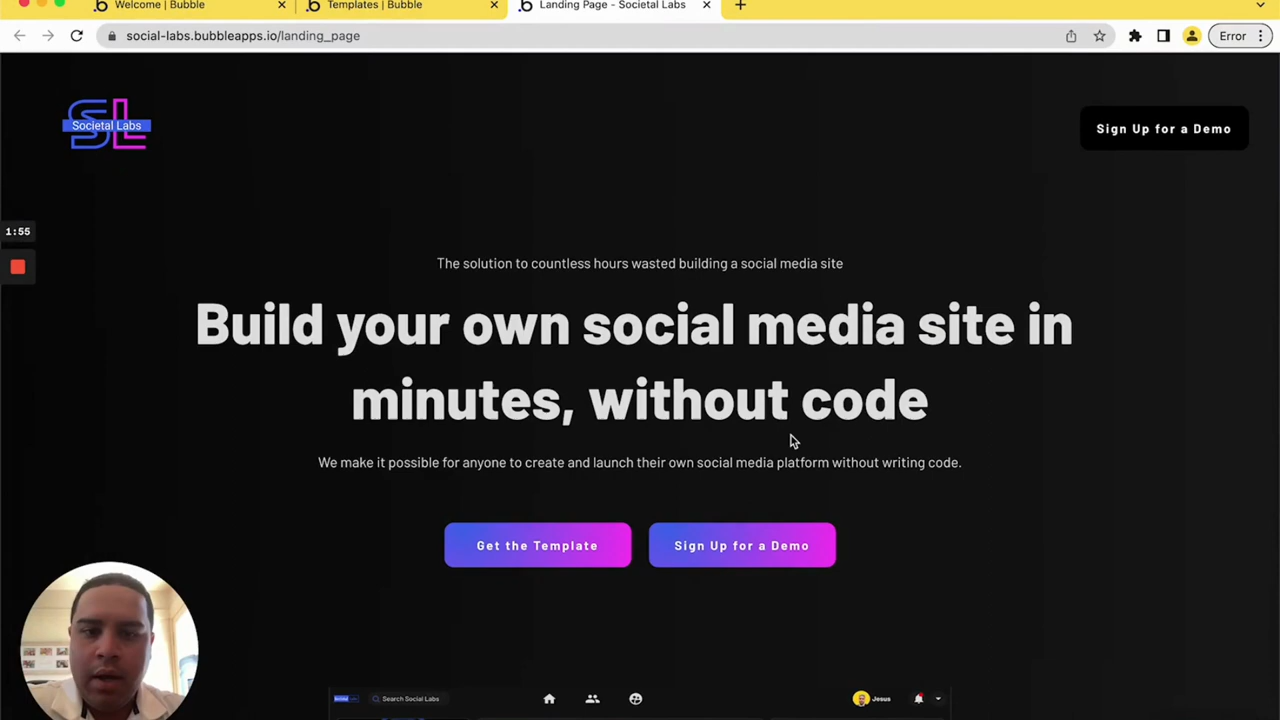 Welcome | Bubble
Templates | Bubble
Landing Page - Societal Labs
social-labs.bubbleapps.io/landing_page
Error
SL
Societal Labs
Sign Up for a Demo
1:55
The solution to countless hours wasted building a social media site
Build your own social media site in
minutes, without code
We make it possible for anyone to create and launch their own social media platform without writing code.
Get the Template
Sign Up for a Demo
Search Social Labs
Jesus